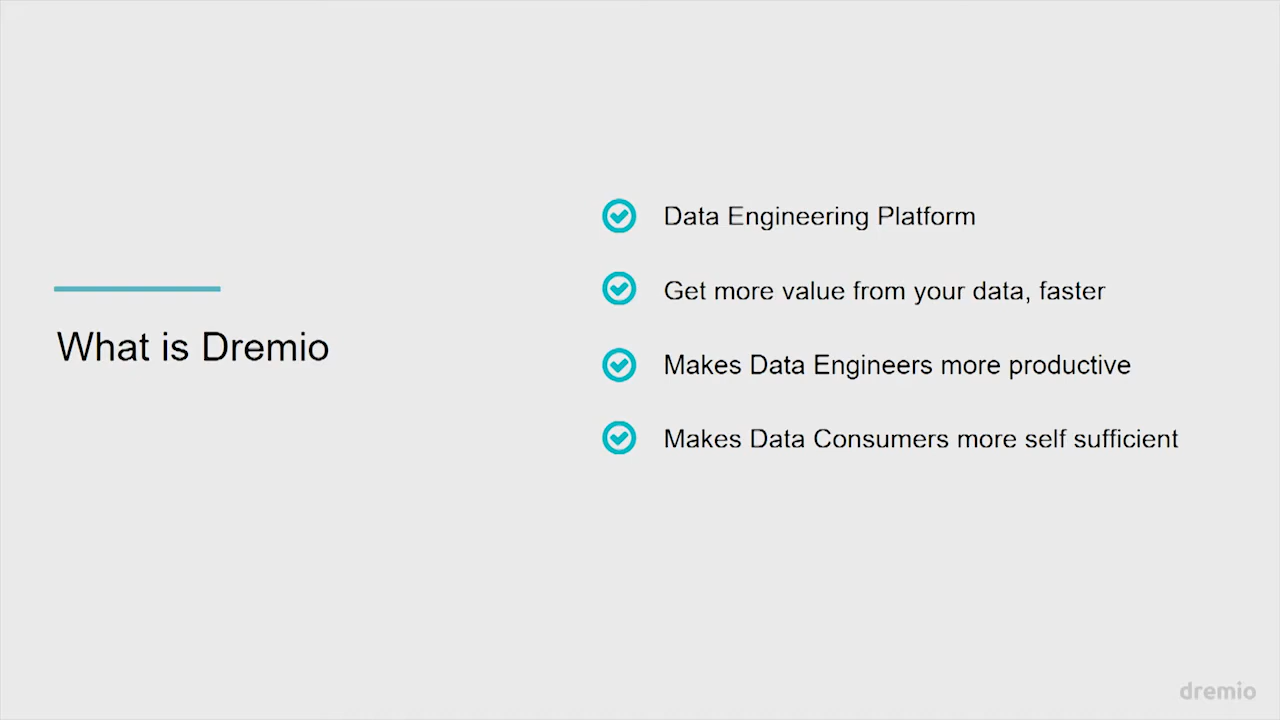 What is Dremio
Data Engineering Platform
Get more value from your data, faster
Makes Data Engineers more productive
Makes Data Consumers more self sufficient
dremio